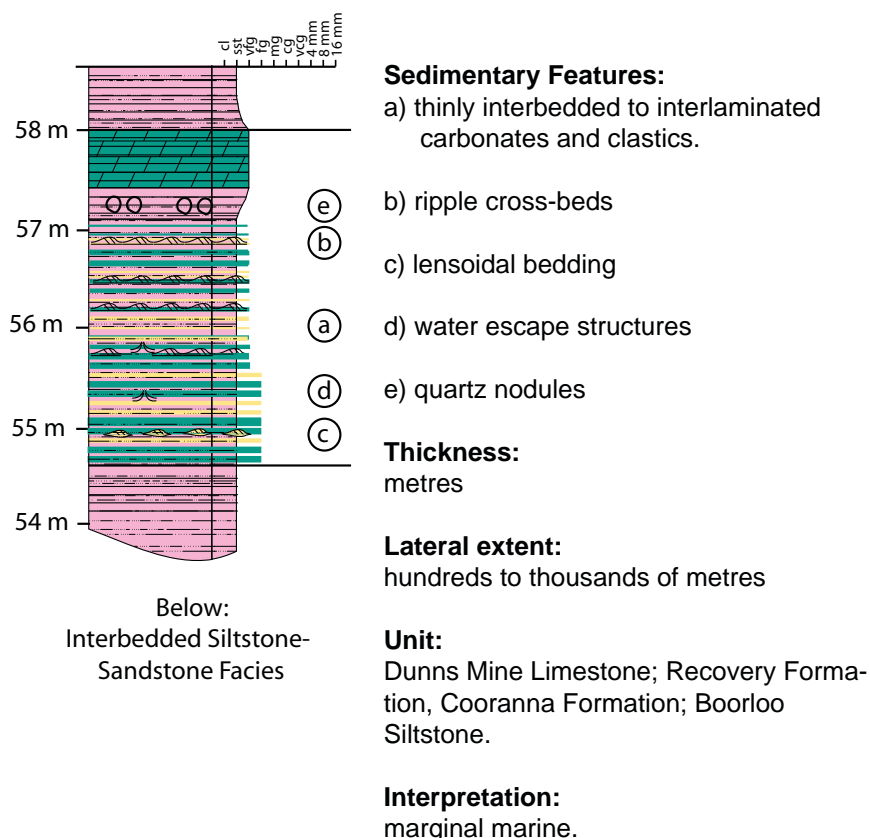 cl
sst
vfg
fg
mg
cg
vcg
4 mm
8 mm
16 mm
58 m
57 m
56 m
55 m
54 m
e
b
a
d
c
Below:
Interbedded Siltstone-
Sandstone Facies
Sedimentary Features:
a) thinly interbedded to interlaminated
carbonates and clastics.
b) ripple cross-beds
c) lensoidal bedding
d) water escape structures
e) quartz nodules
Thickness:
metres
Lateral extent:
hundreds to thousands of metres
Unit:
Dunns Mine Limestone; Recovery Forma-
tion, Cooranna Formation; Boorloo
Siltstone.
Interpretation:
marginal marine.